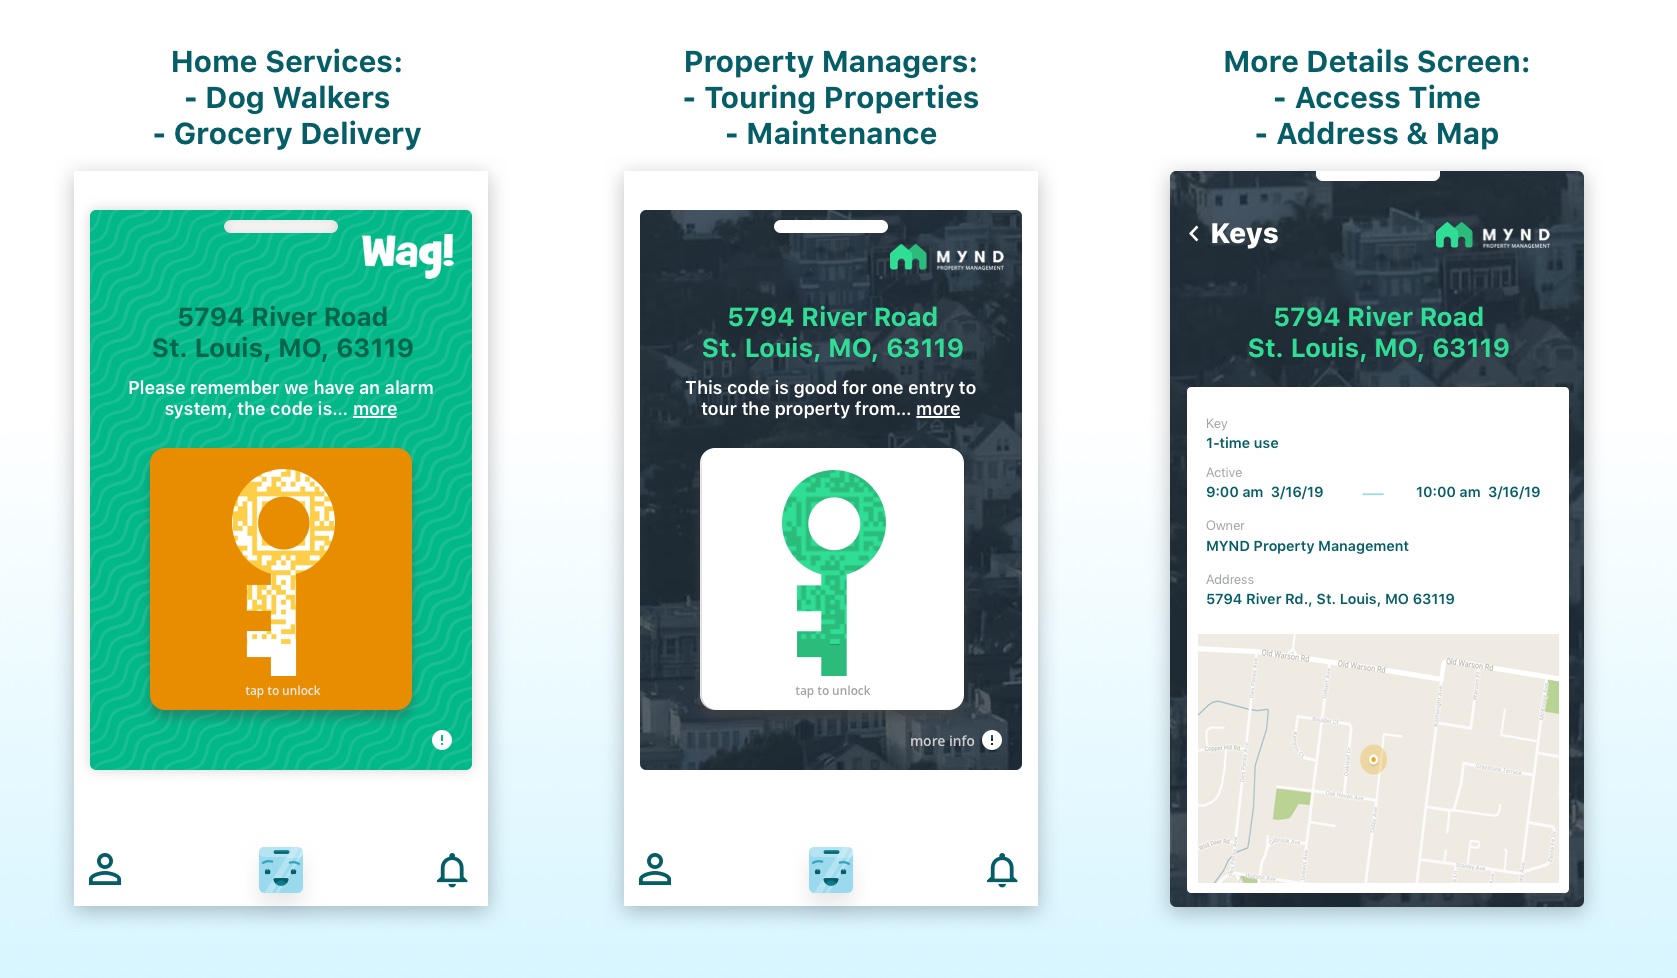 Home Services:
- Dog Walkers
- Grocery Delivery
Wag!
5794 River Road
St. Louis, MO, 63119
Please remember we have an alarm
system, the code is... more
tap to unlock
Property Managers:
- Touring Properties
- Maintenance
MYND
PROPERTY MANAGEMENT
5794 River Road
St. Louis, MO, 63119
This code is good for one entry to
tour the property from... more
tap to unlock
more info
More Details Screen:
- Access Time
- Address & Map
Keys
MYND
PROPERTY MANAGEMENT
5794 River Road
St. Louis, MO, 63119
Key
1-time use
Active
9:00 am 3/16/19 — 10:00 am 3/16/19
Owner
MYND Property Management
Address
5794 River Rd., St. Louis, MO 63119
Old Warson Rd
Old Warson Rd
Old Warson Rd